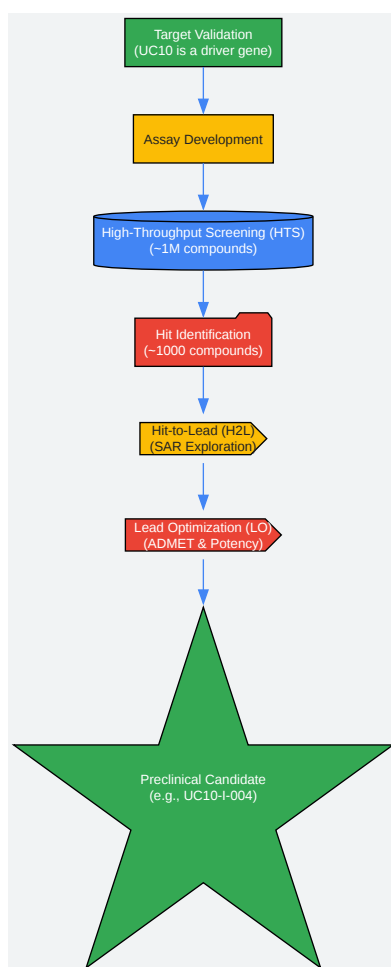 Target Validation
(UC10 is a driver gene)
Assay Development
High-Throughput Screening (HTS)
(~1M compounds)
Hit Identification
(~1000 compounds)
Hit-to-Lead (H2L)
(SAR Exploration)
Lead Optimization (LO)
(ADMET & Potency)
Preclinical Candidate
(e.g., UC10-I-004)